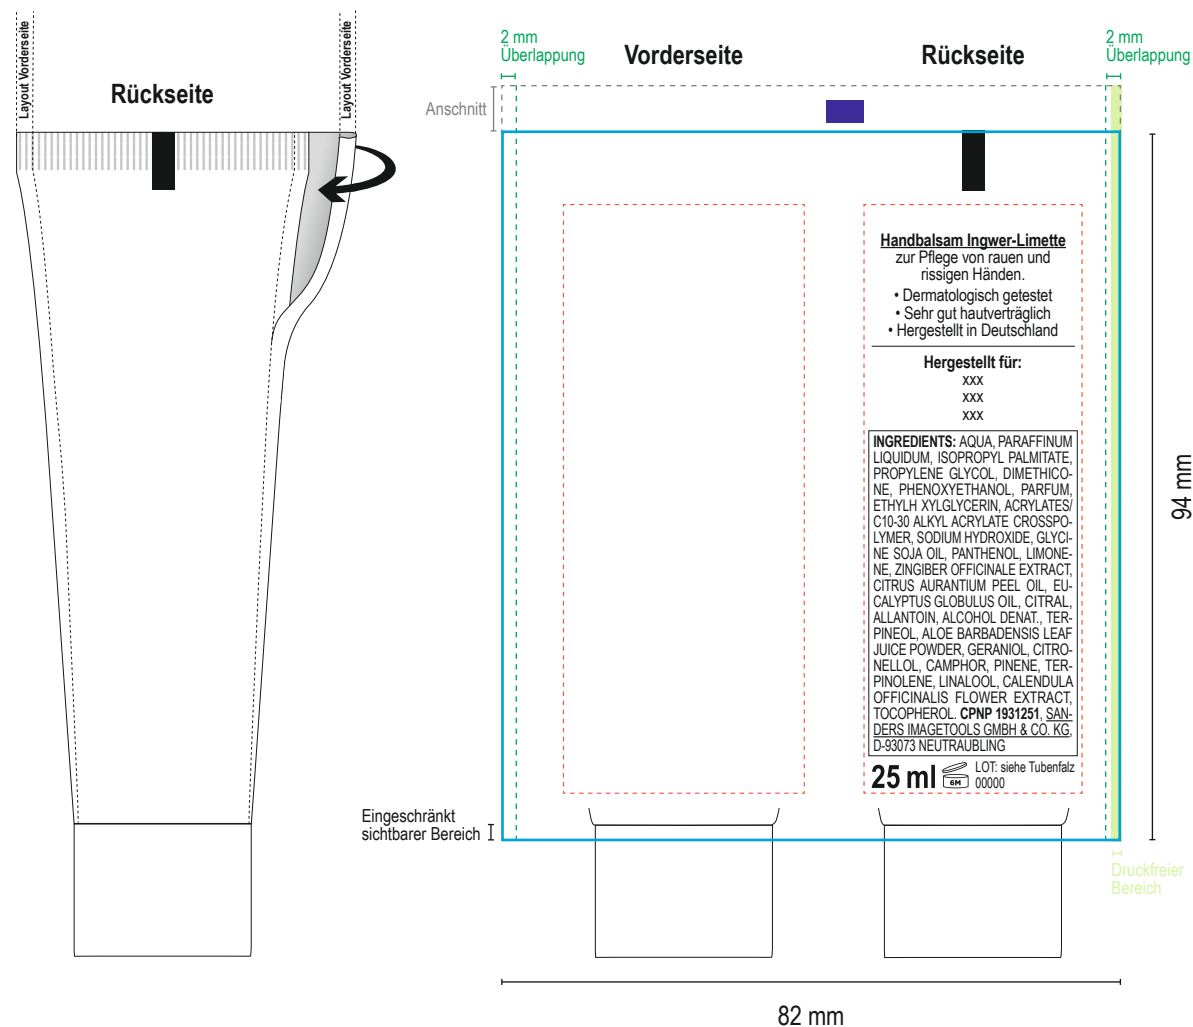 Layout Vorderseite
Rückseite
Layout Vorderseite
2 mm
Überlappung
Vorderseite
Rückseite
2 mm
Überlappung
Anschnitt
Handbalsam Ingwer-Limette
zur Pflege von rauen und
rissigen Händen.
• Dermatologisch getestet
• Sehr gut hautverträglich
• Hergestellt in Deutschland
Hergestellt für:
xxx
xxx
xxx
INGREDIENTS: AQUA, PARAFFINUM
LIQUIDUM, ISOPROPYL PALMITATE,
PROPYLENE GLYCOL, DIMETHICO-
NE, PHENOXYETHANOL, PARFUM,
ETHYLH XYLGLYCERIN, ACRYLATES/
C10-30 ALKYL ACRYLATE CROSSPO-
LYMER, SODIUM HYDROXIDE, GLYCI-
NE SOJA OIL, PANTHENOL, LIMONE-
NE, ZINGIBER OFFICINALE EXTRACT,
CITRUS AURANTIUM PEEL OIL, EU-
CALYPTUS GLOBULUS OIL, CITRAL,
ALLANTOIN, ALCOHOL DENAT., TER-
PINEOL, ALOE BARBADENSIS LEAF
JUICE POWDER, GERANIOL, CITRO-
NELLOL, CAMPHOR, PINENE, TER-
PINOLENE, LINALOOL, CALENDULA
OFFICINALIS FLOWER EXTRACT,
TOCOPHEROL. CPNP 1931251, SAN-
DERS IMAGETOOLS GMBH & CO. KG,
D-93073 NEUTRAUBLING
25 ml
6M
LOT: siehe Tubenfalz
00000
94 mm
Eingeschränkt
sichtbarer Bereich
Druckfreier
Bereich
82 mm